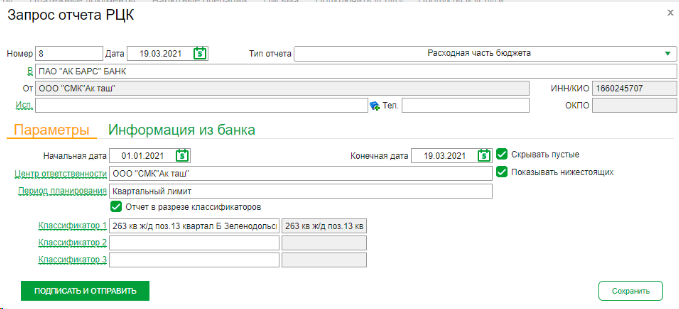 Запрос отчета РЦК
Номер 8 Дата 19.03.2021 Тип отчета Расходная часть бюджета
В ПАО "АК БАРС" БАНК
От ООО "СМК"Ак таш" ИНН/КИО 1660245707
Исп. Тел. ОКПО
Параметры Информация из банка
Начальная дата 01.01.2021 Конечная дата 19.03.2021 Скрывать пустые
Центр ответственности ООО "СМК"Ак таш" Показывать нижестоящих
Период планирования Квартальный лимит
Отчет в разрезе классификаторов
Классификатор 1 263 кв ж/д поз.13 квартал Б Зеленодольск 263 кв ж/д поз.13 кв
Классификатор 2
Классификатор 3
ПОДПИСАТЬ И ОТПРАВИТЬ Сохранить